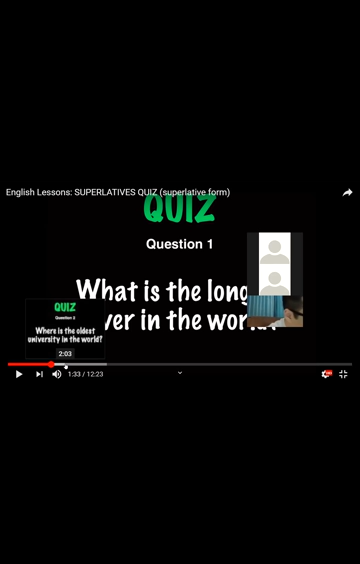 English Lessons: SUPERLATIVES QUIZ (superlative form)
QUIZ
Question 1
What is the long
ver in the world?
QUIZ
Question 2
Where is the oldest
university in the world?
2:03
1:33 / 12:23